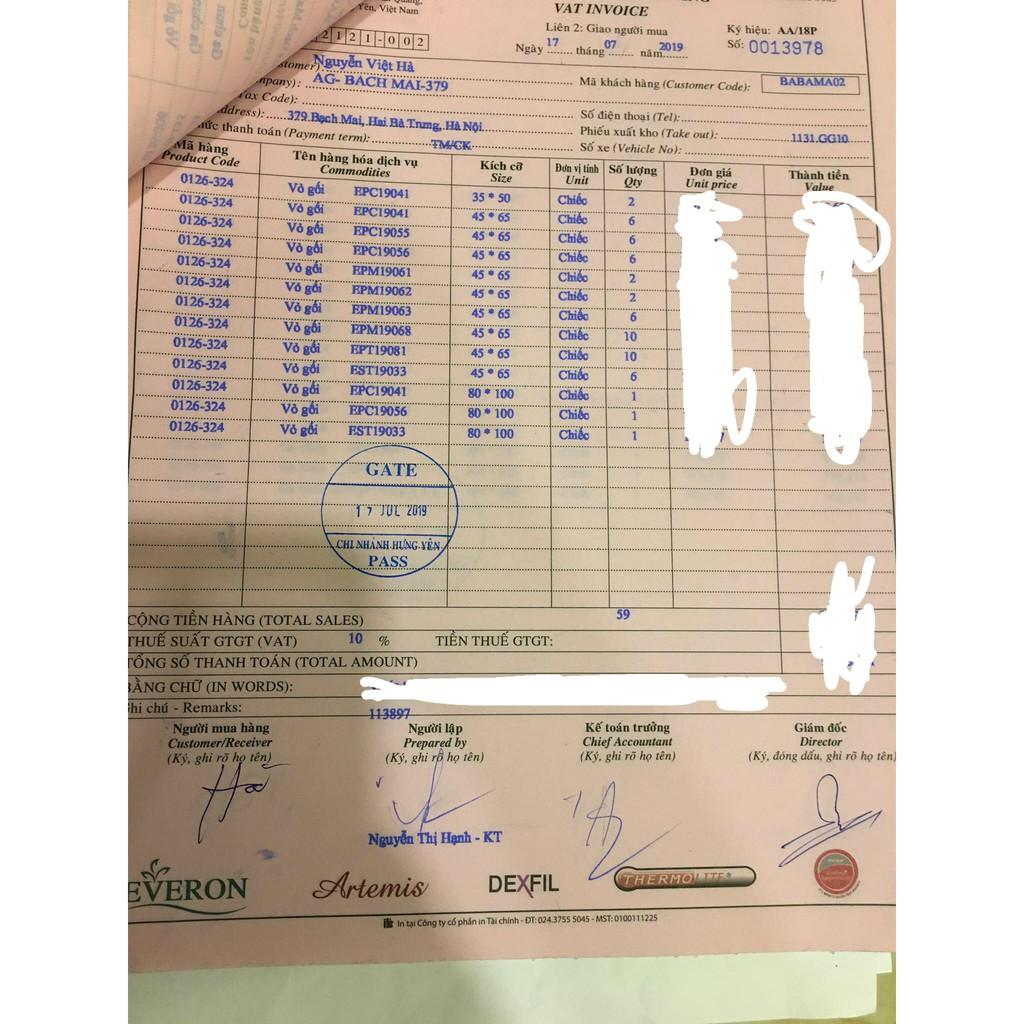 Yên, Việt Nam
VAT INVOICE
Liên 2: Giao người mua
Ký hiệu: AA/18P
Ngày 17 tháng 07 năm 2019
Số: 0013978
2121-002
Nguyễn Việt Hà
AG- BACH MAI-379
Mã khách hàng (Customer Code): BABAMA02
Tax Code):
Số điện thoại (Tel):
379 Bạch Mai, Hai Bà Trưng, Hà Nội
Phiếu xuất kho (Take out): 1131.GG10
thanh toán (Payment term): TM/CK
Số xe (Vehicle No):
Mã hàng Tên hàng hóa dịch vụ Kích cỡ Đơn vị tính Số lượng Đơn giá Thành tiền
Product Code Commodities Size Unit Qty Unit price Value
0126-324 Vỏ gối EPC19041 35 * 50 Chiếc 2
0126-324 Vỏ gối EPC19041 45 * 65 Chiếc 6
0126-324 Vỏ gối EPC19055 45 * 65 Chiếc 6
0126-324 Vỏ gối EPC19056 45 * 65 Chiếc 6
0126-324 Vỏ gối EPM19061 45 * 65 Chiếc 2
0126-324 Vỏ gối EPM19062 45 * 65 Chiếc 2
0126-324 Vỏ gối EPM19063 45 * 65 Chiếc 6
0126-324 Vỏ gối EPM19068 45 * 65 Chiếc 10
0126-324 Vỏ gối EPT19081 45 * 65 Chiếc 10
0126-324 Vỏ gối EST19033 45 * 65 Chiếc 6
0126-324 Vỏ gối EPC19041 80 * 100 Chiếc 1
0126-324 Vỏ gối EPC19056 80 * 100 Chiếc 1
0126-324 Vỏ gối EST19033 80 * 100 Chiếc 1
GATE
17 JUL 2019
CHI NHÁNH HƯNG YÊN
PASS
CỘNG TIỀN HÀNG (TOTAL SALES) 59
THUẾ SUẤT GTGT (VAT) 10 % TIỀN THUẾ GTGT:
TỔNG SỐ THANH TOÁN (TOTAL AMOUNT)
BẰNG CHỮ (IN WORDS):
Ghi chú - Remarks: 113897
Người mua hàng Người lập Kế toán trưởng Giám đốc
Customer/Receiver Prepared by Chief Accountant Director
(Ký, ghi rõ họ tên) (Ký, ghi rõ họ tên) (Ký, ghi rõ họ tên) (Ký, đóng dấu, ghi rõ họ tên)
Nguyễn Thị Hạnh - KT
EVERON Artemis DEXFIL THERMOLITE®
In tại Công ty cổ phần in Tài chính - ĐT: 024.3755 5045 - MST: 0100111225